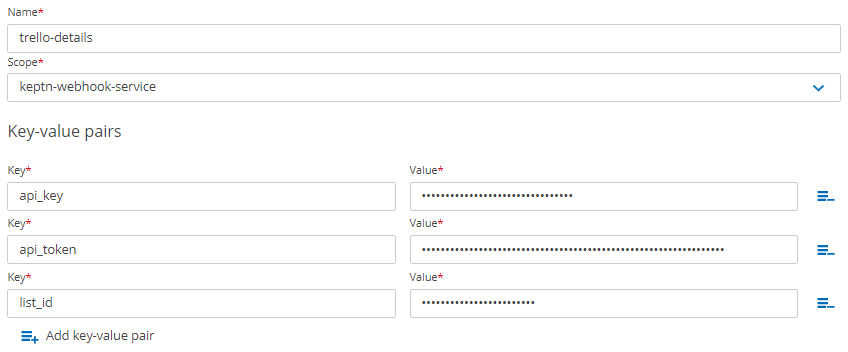 Name*
trello-details
Scope*
keptn-webhook-service
Key-value pairs
Key* Value*
api_key ••••••••••••••••••••••••••••••••
Key* Value*
api_token ••••••••••••••••••••••••••••••••••••••••••••••••••••••••••••••••
Key* Value*
list_id ••••••••••••••••••••••••
Add key-value pair